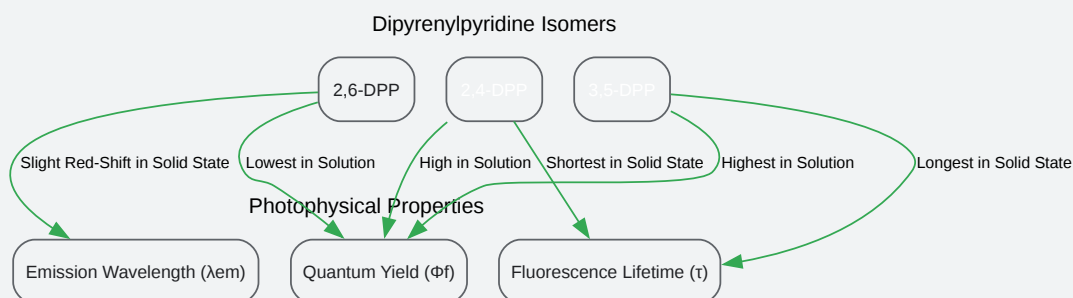 Dipyrenylpyridine Isomers
2,6-DPP
2,4-DPP
3,5-DPP
Slight Red-Shift in Solid State
Lowest in Solution
High in Solution
Shortest in Solid State
Highest in Solution
Longest in Solid State
Photophysical Properties
Emission Wavelength (λem)
Quantum Yield (Φf)
Fluorescence Lifetime (τ)